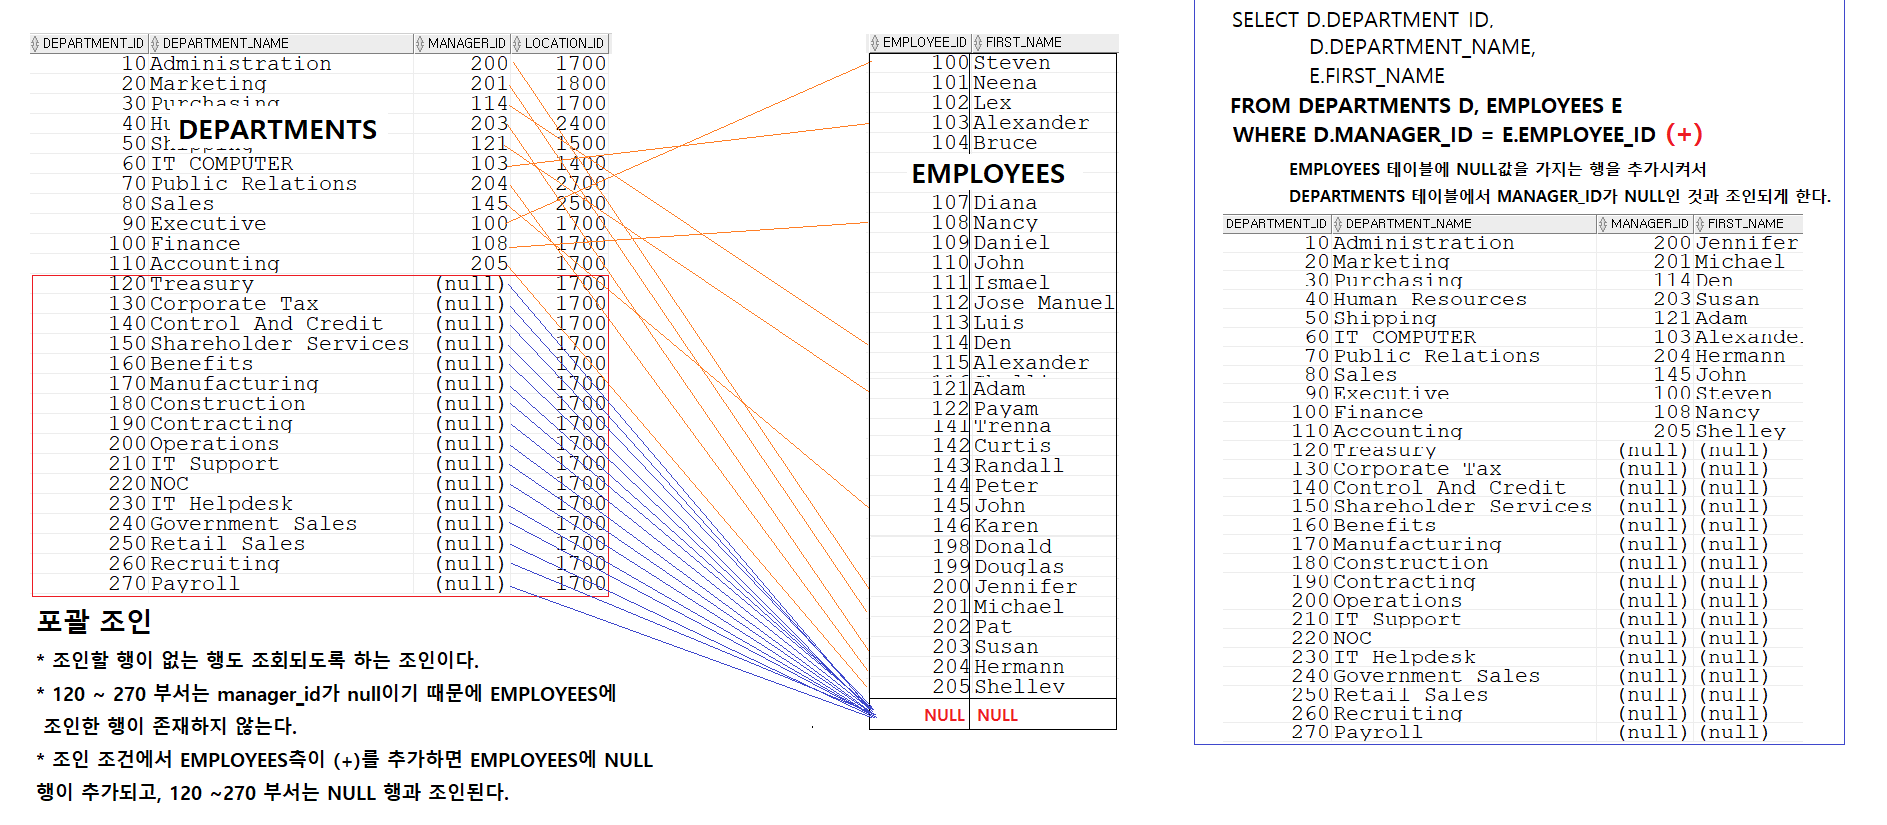 DEPARTMENT_ID DEPARTMENT_NAME MANAGER_ID LOCATION_ID
10 Administration 200 1700
20 Marketing 201 1800
30 Purchasing 114 1700
40 203 2400
DEPARTMENTS
50 121 1500
60 IT COMPUTER 103 1400
70 Public Relations 204 2700
80 Sales 145 2500
90 Executive 100 1700
100 Finance 108 1700
110 Accounting 205 1700
120 Treasury (null) 1700
130 Corporate Tax (null) 1700
140 Control And Credit (null) 1700
150 Shareholder Services (null) 1700
160 Benefits (null) 1700
170 Manufacturing (null) 1700
180 Construction (null) 1700
190 Contracting (null) 1700
200 Operations (null) 1700
210 IT Support (null) 1700
220 NOC (null) 1700
230 IT Helpdesk (null) 1700
240 Government Sales (null) 1700
250 Retail Sales (null) 1700
260 Recruiting (null) 1700
270 Payroll (null) 1700
포괄 조인
* 조인할 행이 없는 행도 조회되도록 하는 조인이다.
* 120 ~ 270 부서는 manager_id가 null이기 때문에 EMPLOYEES에
조인한 행이 존재하지 않는다.
* 조인 조건에서 EMPLOYEES측이 (+)를 추가하면 EMPLOYEES에 NULL
행이 추가되고, 120 ~270 부서는 NULL 행과 조인된다.
EMPLOYEE_ID FIRST_NAME
100 Steven
101 Neena
102 Lex
103 Alexander
104 Bruce
EMPLOYEES
107 Diana
108 Nancy
109 Daniel
110 John
111 Ismael
112 Jose Manuel
113 Luis
114 Den
115 Alexander
121 Adam
122 Payam
141 Trenna
142 Curtis
143 Randall
144 Peter
145 John
146 Karen
198 Donald
199 Douglas
200 Jennifer
201 Michael
202 Pat
203 Susan
204 Hermann
205 Shelley
NULL NULL
SELECT D.DEPARTMENT_ID,
D.DEPARTMENT_NAME,
E.FIRST_NAME
FROM DEPARTMENTS D, EMPLOYEES E
WHERE D.MANAGER_ID = E.EMPLOYEE_ID (+)
EMPLOYEES 테이블에 NULL값을 가지는 행을 추가시켜서
DEPARTMENTS 테이블에서 MANAGER_ID가 NULL인 것과 조인되게 한다.
DEPARTMENT_ID DEPARTMENT_NAME MANAGER_ID FIRST_NAME
10 Administration 200 Jennifer
20 Marketing 201 Michael
30 Purchasing 114 Den
40 Human Resources 203 Susan
50 Shipping 121 Adam
60 IT COMPUTER 103 Alexande
70 Public Relations 204 Hermann
80 Sales 145 John
90 Executive 100 Steven
100 Finance 108 Nancy
110 Accounting 205 Shelley
120 Treasury (null) (null)
130 Corporate Tax (null) (null)
140 Control And Credit (null) (null)
150 Shareholder Services (null) (null)
160 Benefits (null) (null)
170 Manufacturing (null) (null)
180 Construction (null) (null)
190 Contracting (null) (null)
200 Operations (null) (null)
210 IT Support (null) (null)
220 NOC (null) (null)
230 IT Helpdesk (null) (null)
240 Government Sales (null) (null)
250 Retail Sales (null) (null)
260 Recruiting (null) (null)
270 Payroll (null) (null)